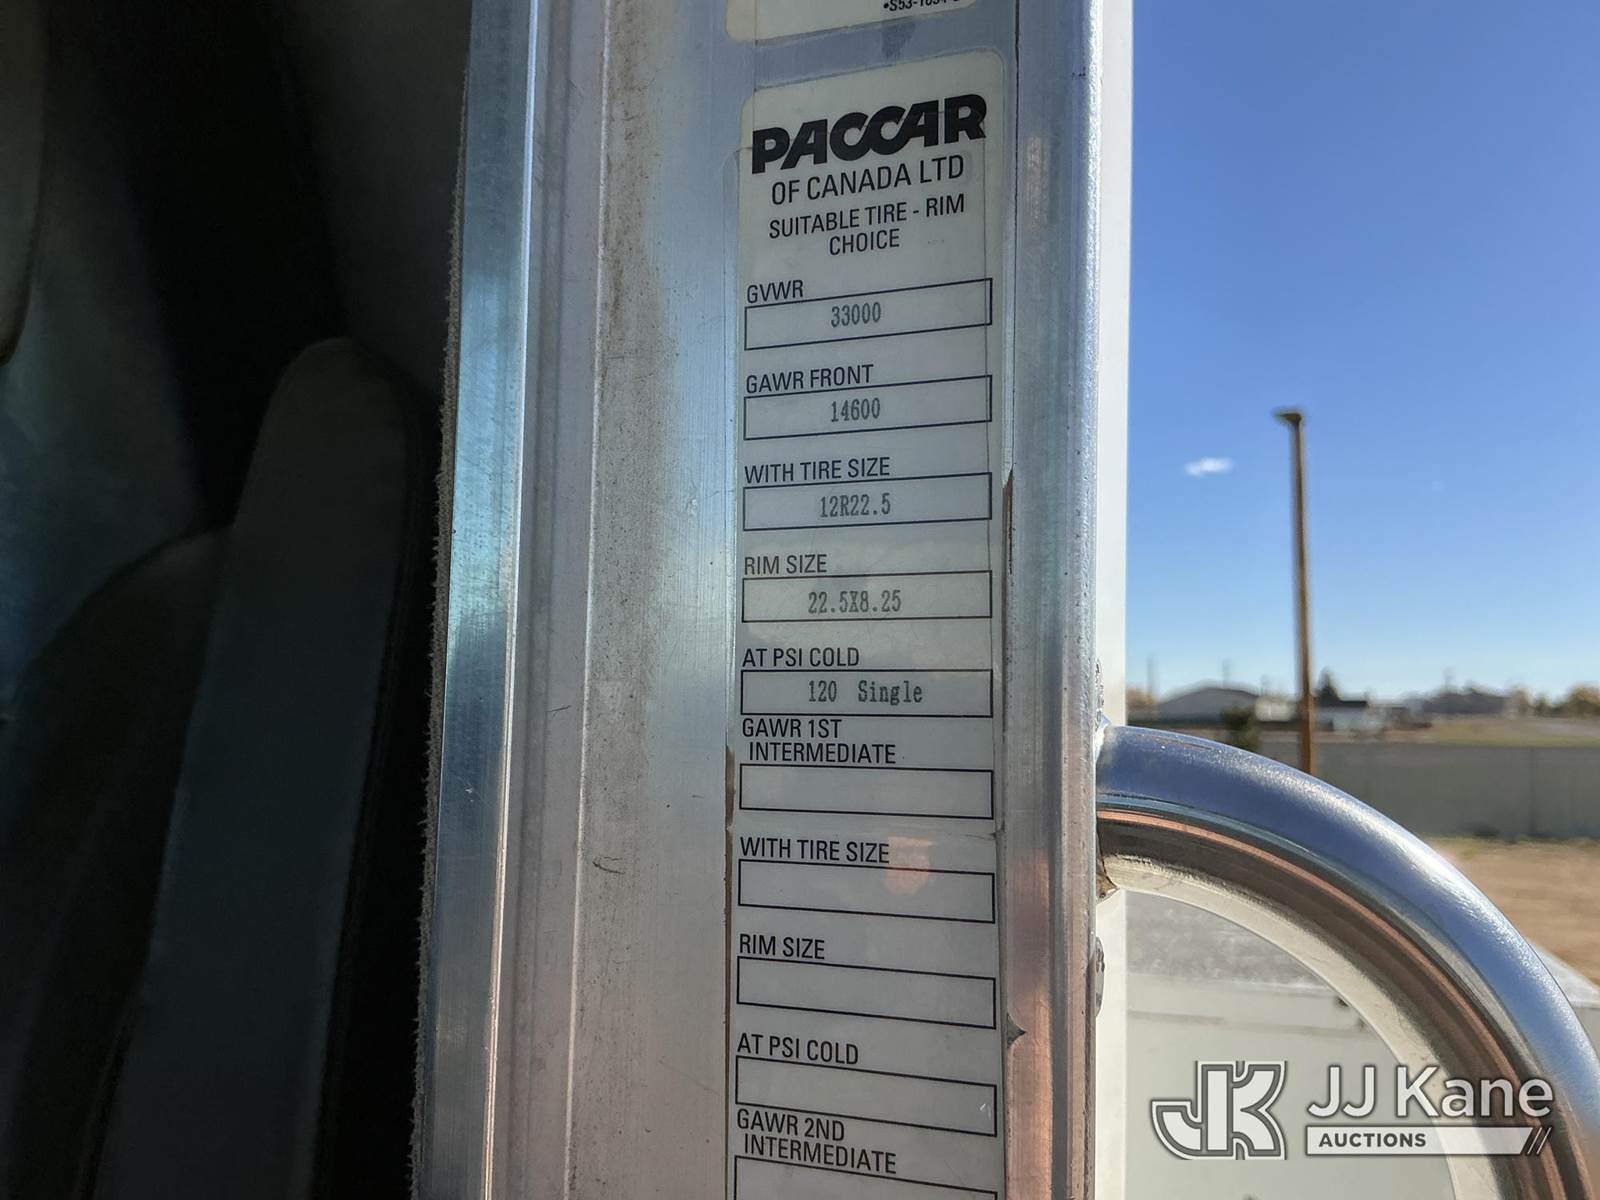 PACCAR
OF CANADA LTD
SUITABLE TIRE - RIM
CHOICE
GVWR
33000
GAWR FRONT
14600
WITH TIRE SIZE
12R22.5
RIM SIZE
22.5X8.25
AT PSI COLD
120 Single
GAWR 1ST
INTERMEDIATE
WITH TIRE SIZE
RIM SIZE
AT PSI COLD
GAWR 2ND
INTERMEDIATE
JK JJ Kane
AUCTIONS